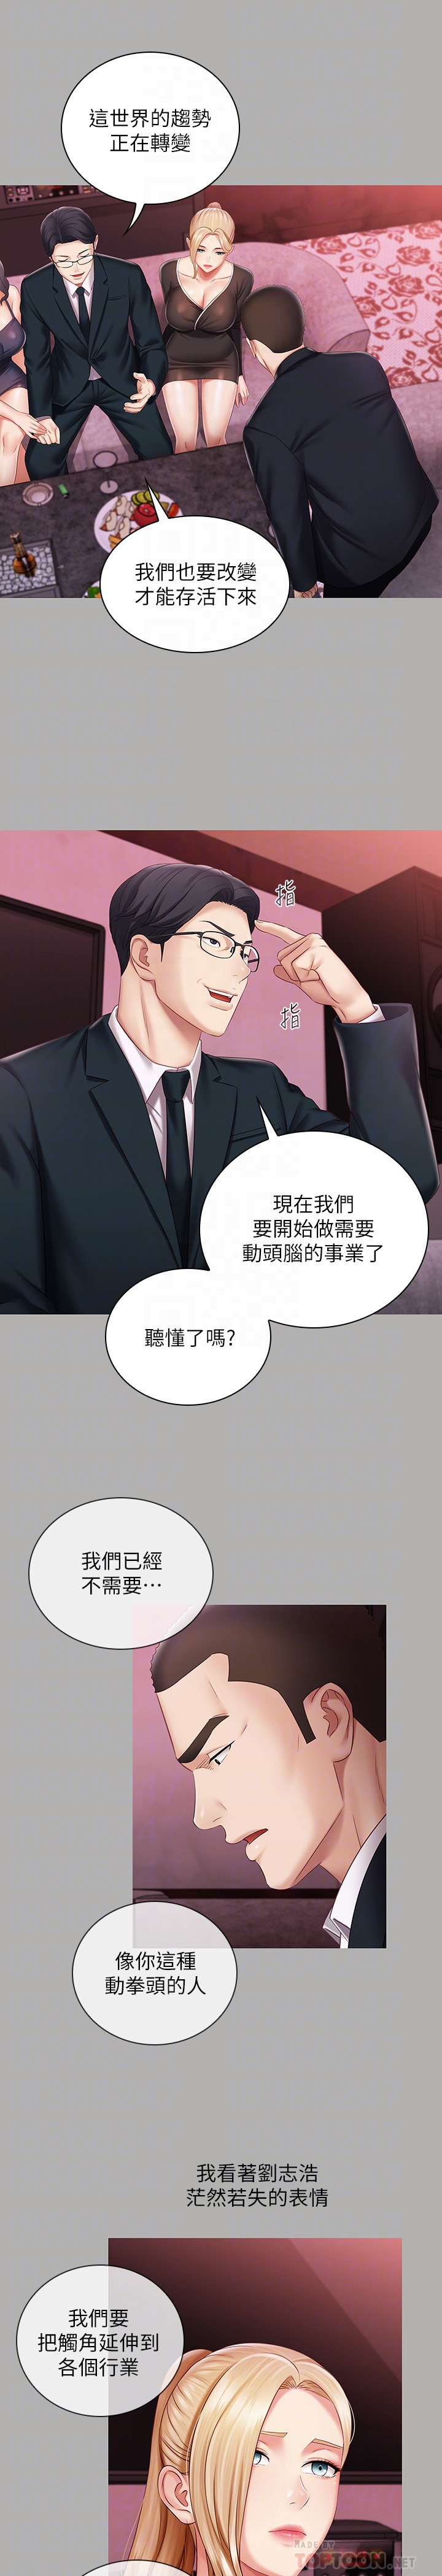 這世界的趨勢
正在轉變
我們也要改變
才能存活下來
指
指
現在我們
要開始做需要
動頭腦的事業了
聽懂了嗎?
我們已經
不需要…
像你這種
動拳頭的人
我看著劉志浩
茫然若失的表情
我們要
把觸角延伸到
各個行業
MADE BY
TOPTOON.NET